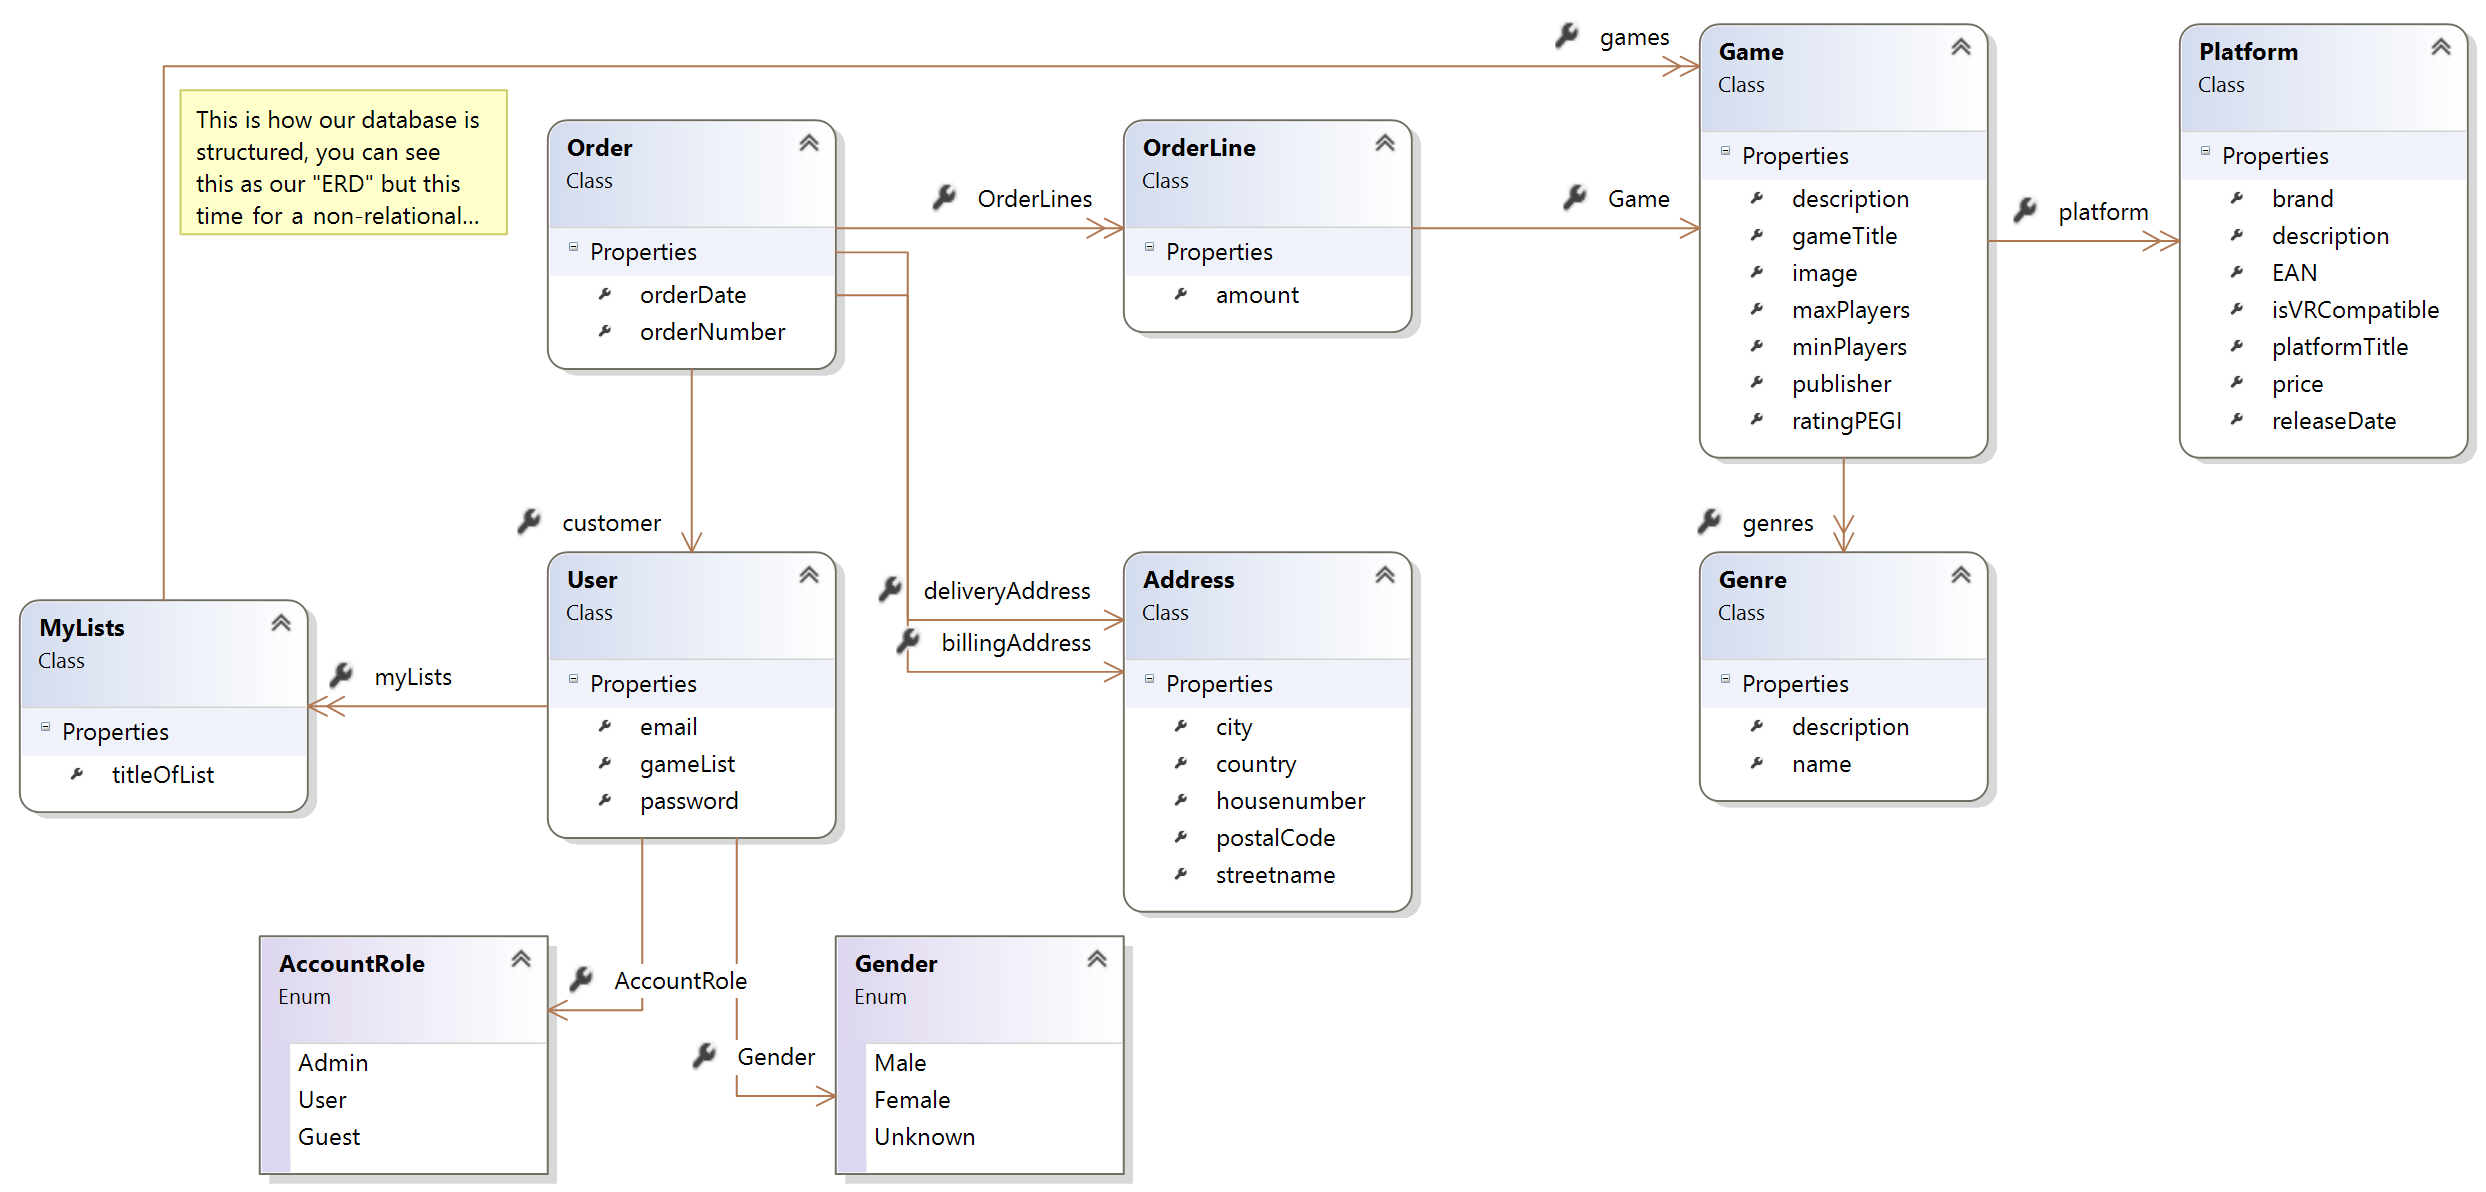 games
Game
Class
Properties
description
gameTitle
image
maxPlayers
minPlayers
publisher
ratingPEGI
Platform
Class
Properties
brand
description
EAN
isVRCompatible
platformTitle
price
releaseDate
This is how our database is
structured, you can see
this as our "ERD" but this
time for a non-relational...
Order
Class
Properties
orderDate
orderNumber
OrderLines
OrderLine
Class
Properties
amount
Game
platform
customer
genres
User
Class
Properties
email
gameList
password
deliveryAddress
billingAddress
Address
Class
Properties
city
country
housenumber
postalCode
streetname
Genre
Class
Properties
description
name
MyLists
Class
Properties
titleOfList
myLists
AccountRole
Enum
Admin
User
Guest
AccountRole
Gender
Gender
Enum
Male
Female
Unknown